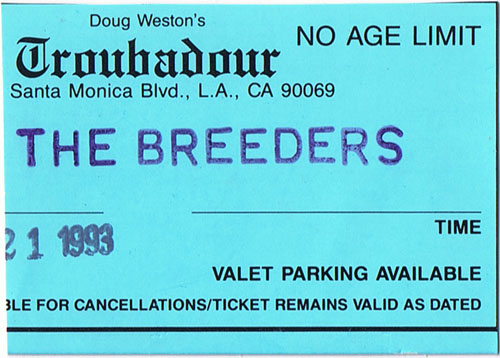 Doug Weston's
Troubadour
NO AGE LIMIT
Santa Monica Blvd., L.A., CA 90069
THE BREEDERS
TIME
21 1993
VALET PARKING AVAILABLE
BLE FOR CANCELLATIONS/TICKET REMAINS VALID AS DATED